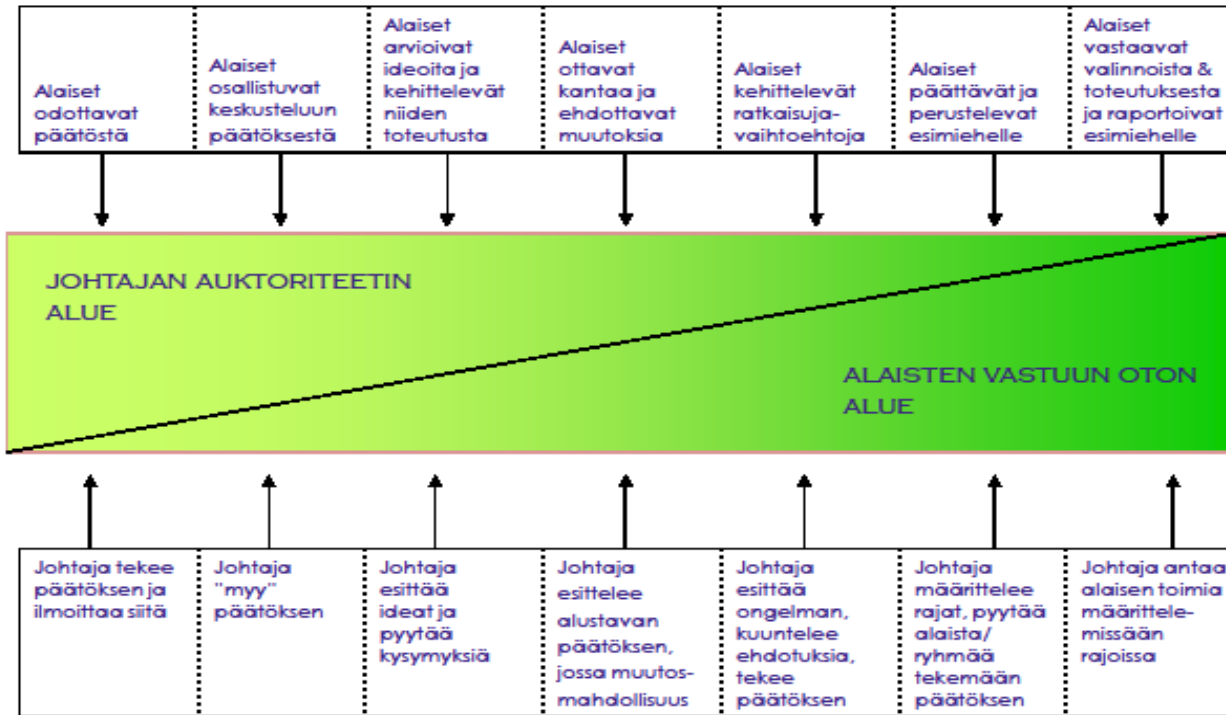 Alaiset
odottavat
päätöstä
Alaiset
osallistuvat
keskusteluun
päätöksestä
Alaiset
arvioivat
ideoita ja
kehittelevät
niiden
toteutusta
Alaiset
ottavat
kantaa ja
ehdottavat
muutoksia
Alaiset
kehittelevät
ratkaisuja-
vaihtoehtoja
Alaiset
päättävät ja
perustelevat
esimiehelle
Alaiset
vastaavat
valinnoista &
toteutuksesta
ja raportoivat
esimiehelle
JOHTAJAN AUKTORITEETIN
ALUE
ALAISTEN VASTUUN OTON
ALUE
Johtaja tekee
päätöksen ja
ilmoittaa siitä
Johtaja
"myy"
päätöksen
Johtaja
esittää
ideat ja
pyytää
kysymyksiä
Johtaja
esittelee
alustavan
päätöksen,
jossa muutos-
mahdollisuus
Johtaja
esittää
ongelman,
kuuntelee
ehdotuksia,
tekee
päätöksen
Johtaja
määrittelee
rajat, pyytää
alaista/
ryhmää
tekemään
päätöksen
Johtaja antaa
alaisen toimia
määrittele-
missään
rajoissa